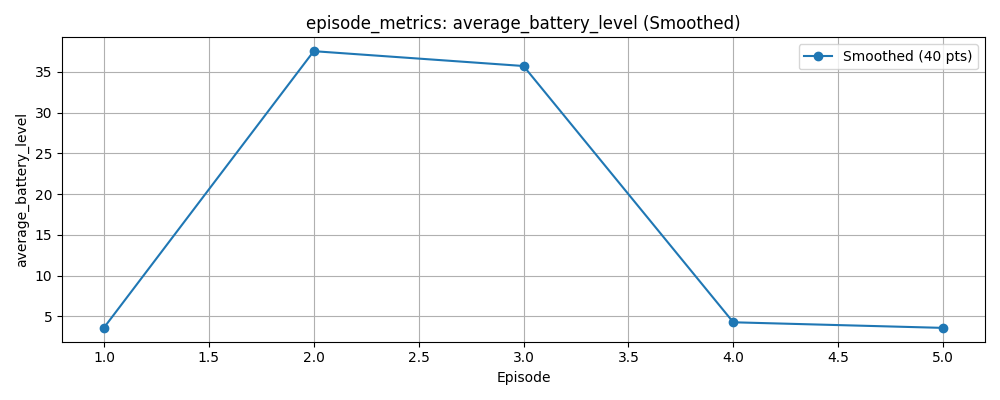 episode_metrics: average_battery_level (Smoothed)
Smoothed (40 pts)
average_battery_level
35
30
25
20
15
10
5
1.0 1.5 2.0 2.5 3.0 3.5 4.0 4.5 5.0
Episode